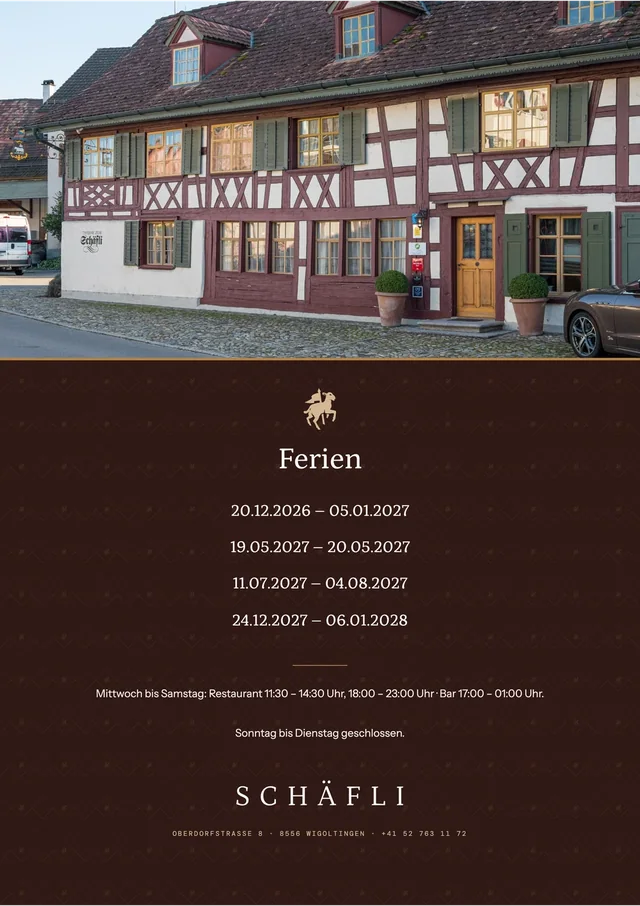 Schäfli
Ferien
20.12.2026 – 05.01.2027
19.05.2027 – 20.05.2027
11.07.2027 – 04.08.2027
24.12.2027 – 06.01.2028
Mittwoch bis Samstag: Restaurant 11:30 – 14:30 Uhr, 18:00 – 23:00 Uhr · Bar 17:00 – 01:00 Uhr.
Sonntag bis Dienstag geschlossen.
SCHÄFLI
OBERDORFSTRASSE 8 · 8556 WIGOLTINGEN · +41 52 763 11 72